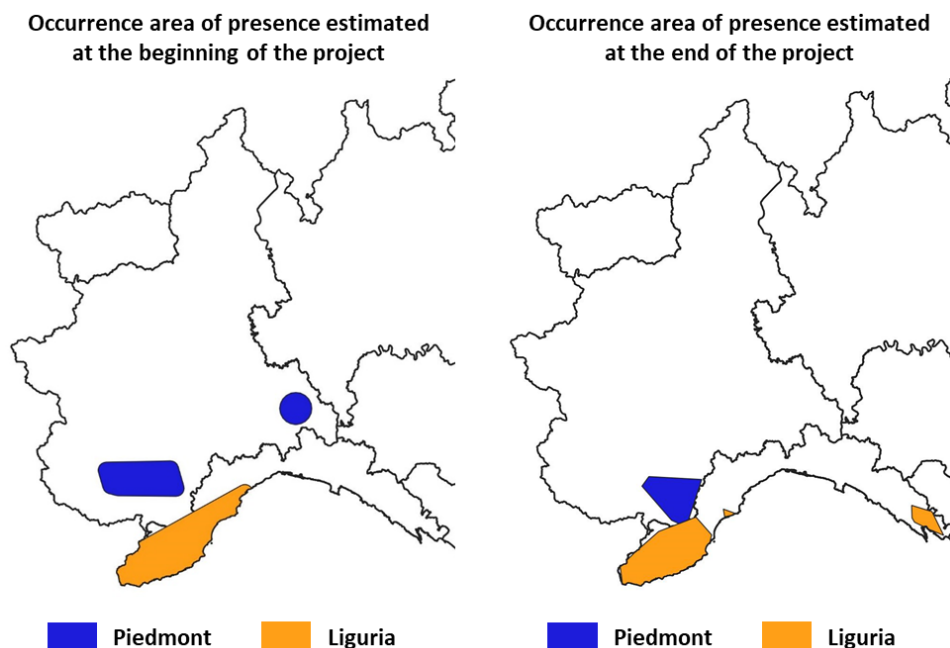 Occurrence area of presence estimated
at the beginning of the project
Occurrence area of presence estimated
at the end of the project
Piedmont
Liguria
Piedmont
Liguria